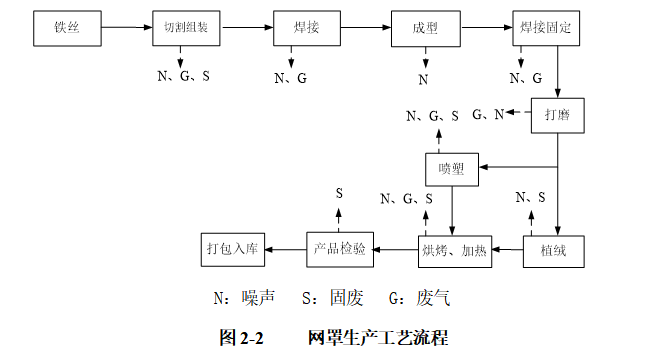 铁丝 切割组装 焊接 成型 焊接固定
N、G、S N、G N N、G
打磨
G、N
N、G、S
喷塑
S N、G、S N、S
打包入库 产品检验 烘烤、加热 植绒
N：噪声 S：固废 G：废气
图 2-2 网罩生产工艺流程